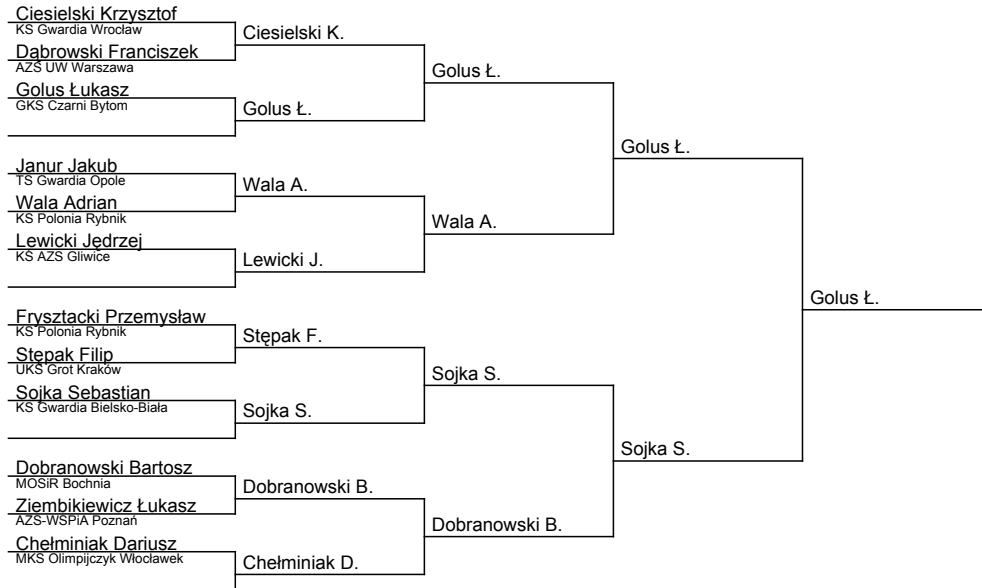 Ciesielski Krzysztof
KS Gwardia Wrocław
Dąbrowski Franciszek
AZS UW Warszawa
Golus Łukasz
GKS Czarni Bytom
Janur Jakub
TS Gwardia Opole
Wala Adrian
KS Polonia Rybnik
Lewicki Jędrzej
KS AZS Gliwice
Frysztacki Przemysław
KS Polonia Rybnik
Stępak Filip
UKS Grot Kraków
Sojka Sebastian
KS Gwardia Bielsko-Biała
Dobranowski Bartosz
MOSiR Bochnia
Ziembikiewicz Łukasz
AZS-WSPiA Poznań
Chełminiak Dariusz
MKS Olimpijczyk Włocławek
Ciesielski K.
Golus Ł.
Wala A.
Lewicki J.
Stępak F.
Sojka S.
Dobranowski B.
Chełminiak D.
Golus Ł.
Wala A.
Sojka S.
Dobranowski B.
Golus Ł.
Sojka S.
Golus Ł.